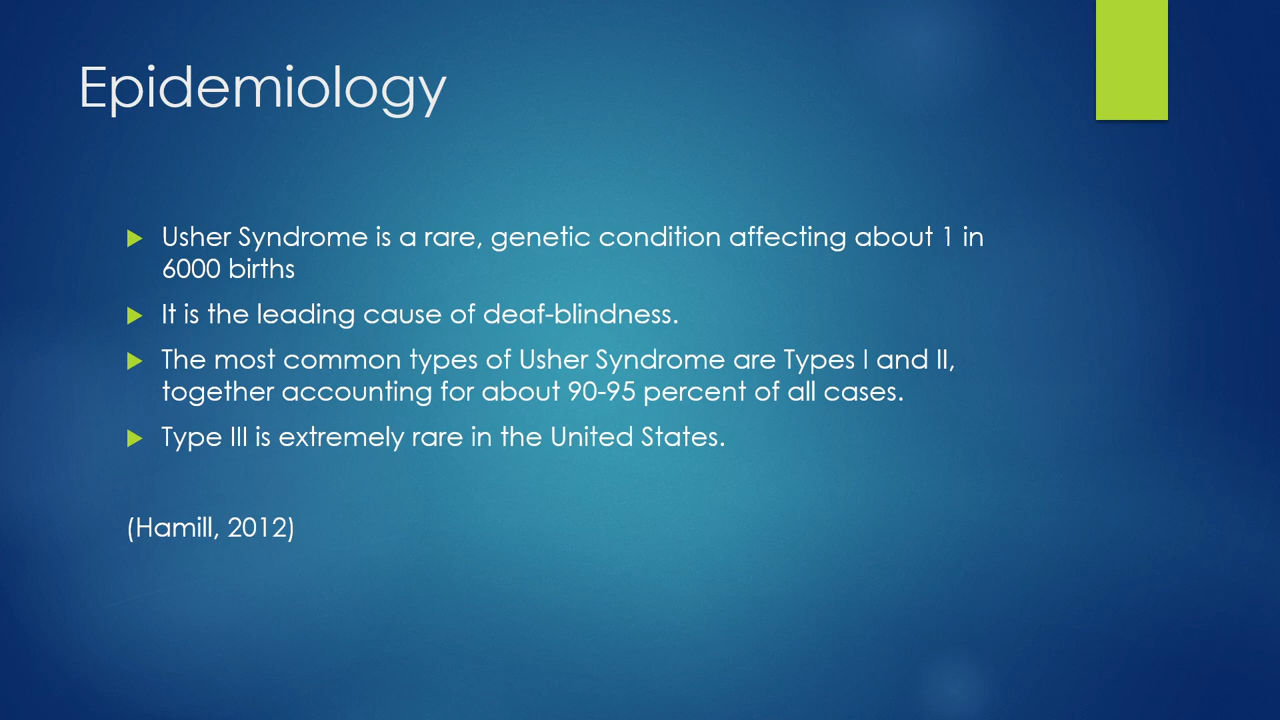 Epidemiology
Usher Syndrome is a rare, genetic condition affecting about 1 in
6000 births
It is the leading cause of deaf-blindness.
The most common types of Usher Syndrome are Types I and II,
together accounting for about 90-95 percent of all cases.
Type III is extremely rare in the United States.
(Hamill, 2012)